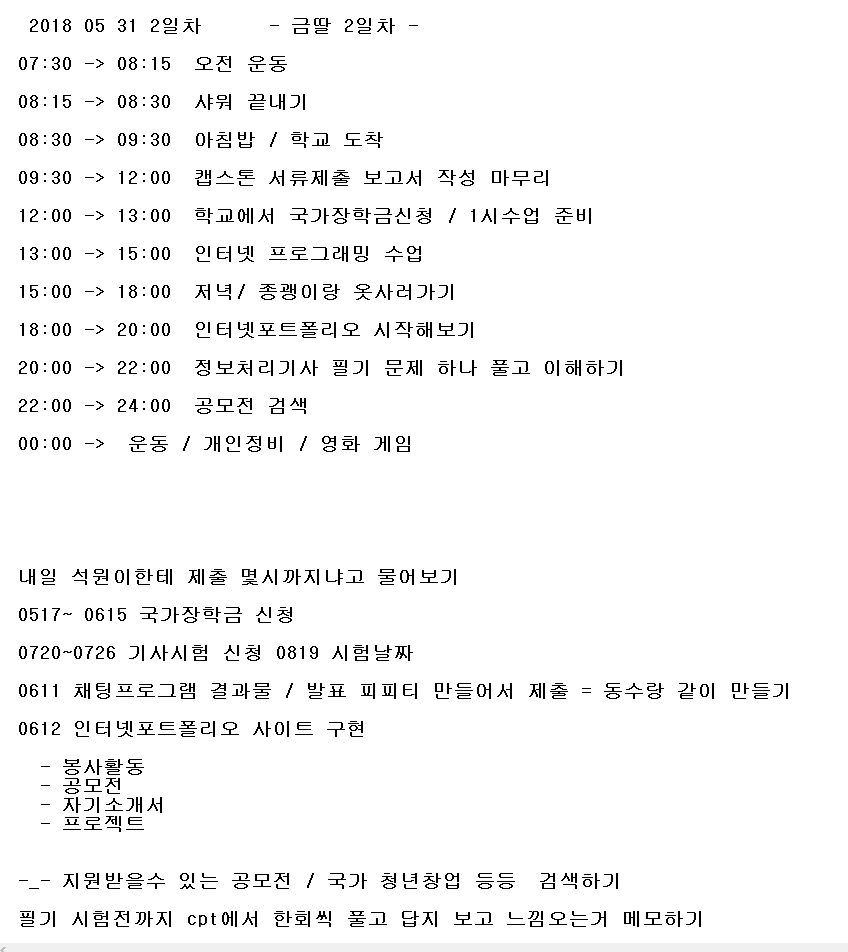 2018 05 31 2일차 - 금딸 2일차 -
07:30 -> 08:15 오전 운동
08:15 -> 08:30 샤워 끝내기
08:30 -> 09:30 아침밥 / 학교 도착
09:30 -> 12:00 캡스톤 서류제출 보고서 작성 마무리
12:00 -> 13:00 학교에서 국가장학금신청 / 1시수업 준비
13:00 -> 15:00 인터넷 프로그래밍 수업
15:00 -> 18:00 저녁/ 종괭이랑 옷사러가기
18:00 -> 20:00 인터넷포트폴리오 시작해보기
20:00 -> 22:00 정보처리기사 필기 문제 하나 풀고 이해하기
22:00 -> 24:00 공모전 검색
00:00 -> 운동 / 개인정비 / 영화 게임
내일 석원이한테 제출 몇시까지냐고 물어보기
0517~ 0615 국가장학금 신청
0720~0726 기사시험 신청 0819 시험날짜
0611 채팅프로그램 결과물 / 발표 피피티 만들어서 제출 = 동수랑 같이 만들기
0612 인터넷포트폴리오 사이트 구현
- 봉사활동
- 공모전
- 자기소개서
- 프로젝트
-_- 지원받을수 있는 공모전 / 국가 청년창업 등등 검색하기
필기 시험전까지 cpt에서 한회씩 풀고 답지 보고 느낌오는거 메모하기